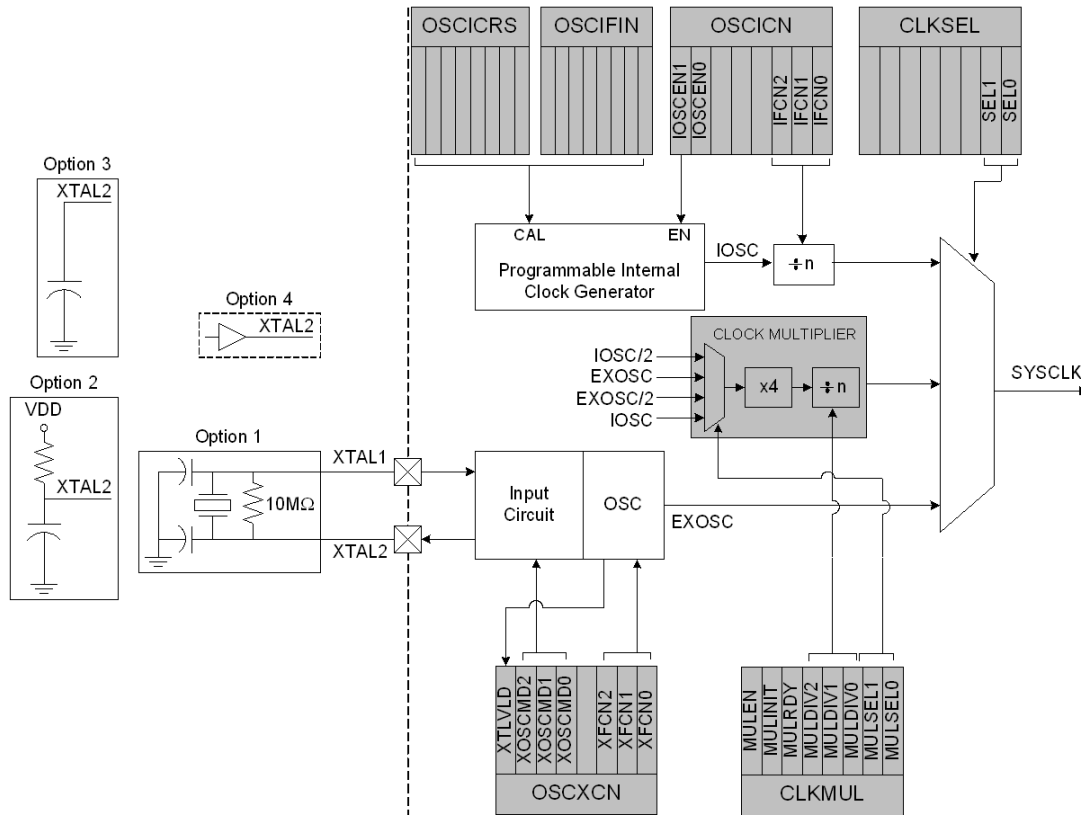 OSCICRS
OSCIFIN
OSCICN
CLKSEL
IOSCEN1
IOSCEN0
IFCN2
IFCN1
IFCN0
SEL1
SEL0
Option 3
XTAL2
CAL
EN
Programmable Internal
Clock Generator
IOSC
÷ n
Option 4
XTAL2
CLOCK MULTIPLIER
IOSC/2
EXOSC
EXOSC/2
IOSC
x4
÷ n
SYSCLK
Option 2
VDD
XTAL2
Option 1
10MΩ
XTAL1
XTAL2
Input
Circuit
OSC
EXOSC
XTLVLD
XOSCMD2
XOSCMD1
XOSCMD0
XFCN2
XFCN1
XFCN0
OSCXCN
MULEN
MULINIT
MULRDY
MULDIV2
MULDIV1
MULDIV0
MULSEL1
MULSEL0
CLKMUL